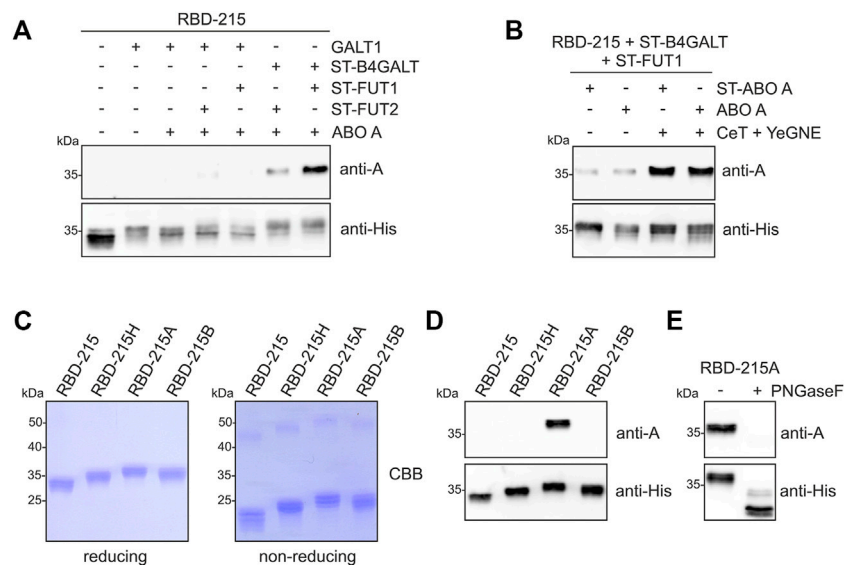 A
RBD-215
- + + + + - - GALT1
- - - - - + + ST-B4GALT
- - - - + - + ST-FUT1
- - - + - + - ST-FUT2
- - + + + + + ABO A
kDa
35
anti-A
35
anti-His
B
RBD-215 + ST-B4GALT
+ ST-FUT1
+ - + - ST-ABO A
- + - + ABO A
- - + + CeT + YeGNE
kDa
35
anti-A
35
anti-His
C
RBD-215
RBD-215H
RBD-215A
RBD-215B
kDa
50
40
35
25
reducing
RBD-215
RBD-215H
RBD-215A
RBD-215B
kDa
50
40
35
25
CBB
non-reducing
D
RBD-215
RBD-215H
RBD-215A
RBD-215B
kDa
35
anti-A
35
anti-His
E
RBD-215A
- + PNGaseF
kDa
35
anti-A
35
anti-His